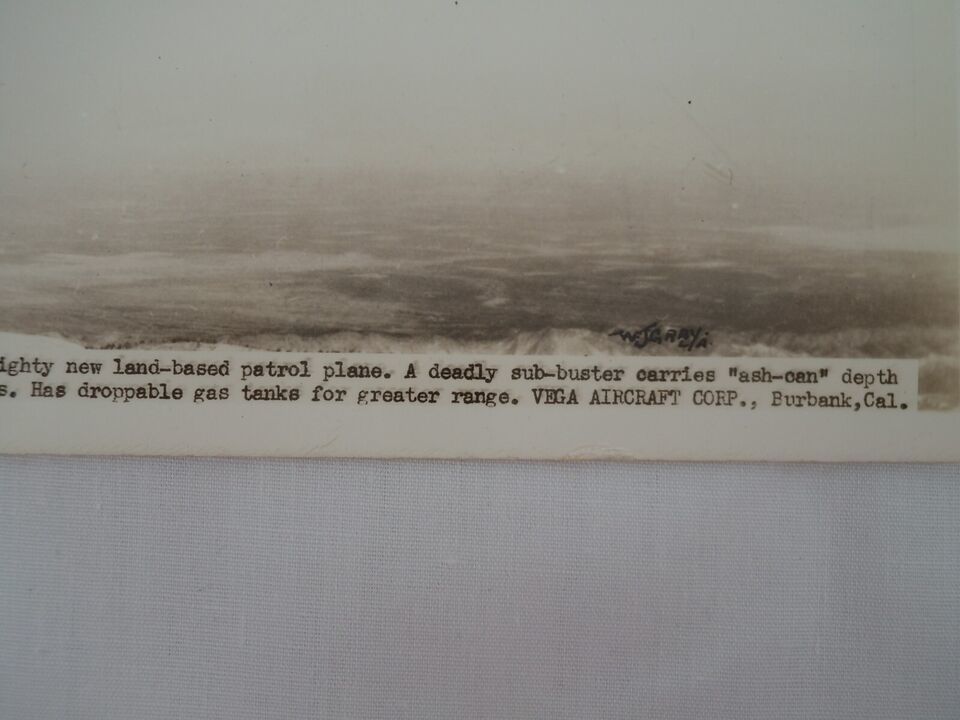 W.J.GRAY.
ighty new land-based patrol plane. A deadly sub-buster carries "ash-can" depth
s. Has droppable gas tanks for greater range. VEGA AIRCRAFT CORP., Burbank,Cal.